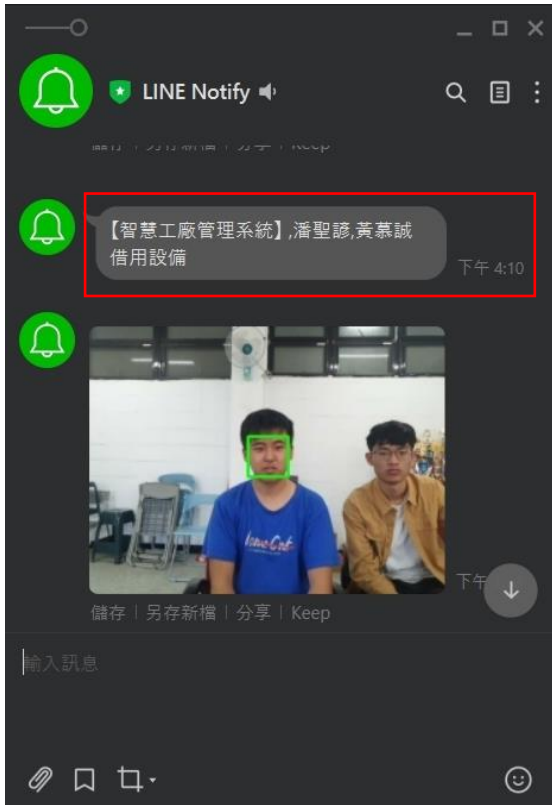 LINE Notify
儲存 | 另存新檔 | 分享 | Keep
【智慧工廠管理系統】,潘聖諺,黃慕誠
借用設備
下午 4:10
下午
儲存 | 另存新檔 | 分享 | Keep
輸入訊息